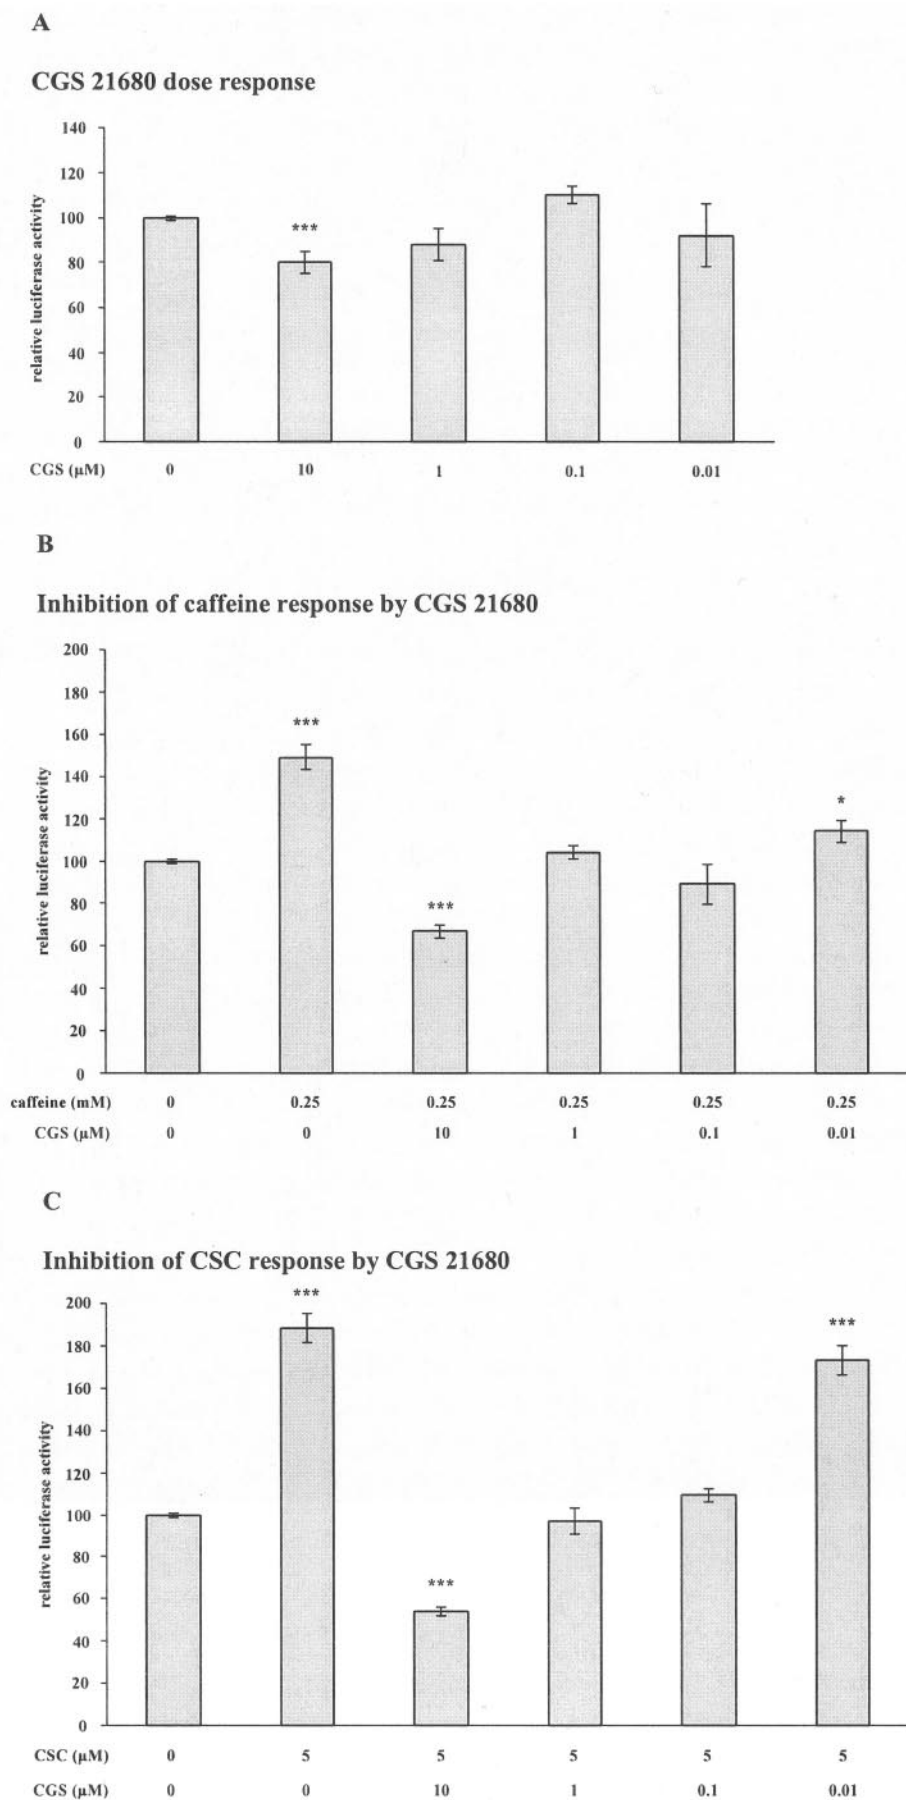 A
CGS 21680 dose response
140
120
100
80
60
40
20
0
relative luciferase activity
***
CGS (µM) 0 10 1 0.1 0.01
B
Inhibition of caffeine response by CGS 21680
200
180
160
140
120
100
80
60
40
20
0
relative luciferase activity
***
***
*
caffeine (mM) 0 0.25 0.25 0.25 0.25 0.25
CGS (µM) 0 0 10 1 0.1 0.01
C
Inhibition of CSC response by CGS 21680
200
180
160
140
120
100
80
60
40
20
0
relative luciferase activity
***
***
***
CSC (µM) 0 5 5 5 5 5
CGS (µM) 0 0 10 1 0.1 0.01